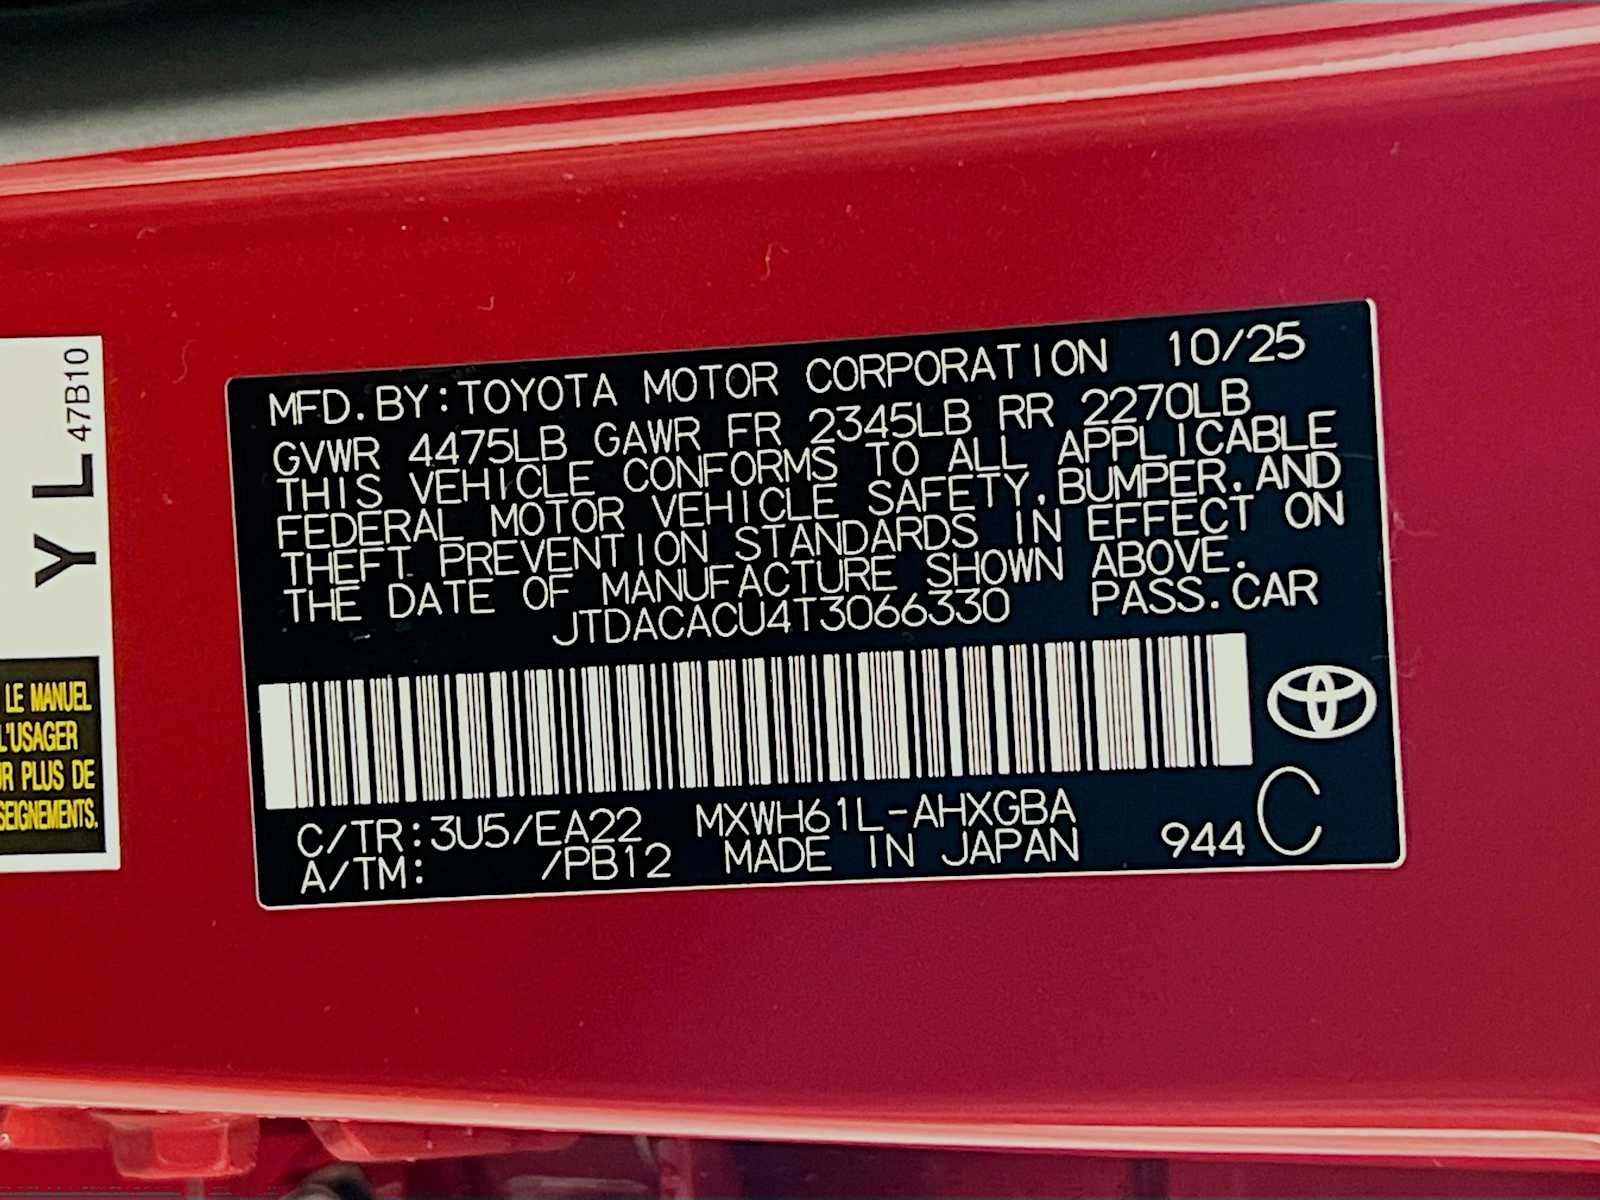 MFD.BY:TOYOTA MOTOR CORPORATION 10/25
GVWR 4475LB GAWR FR 2345LB RR 2270LB
THIS VEHICLE CONFORMS TO ALL APPLICABLE
FEDERAL MOTOR VEHICLE SAFETY,BUMPER,AND
THEFT PREVENTION STANDARDS IN EFFECT ON
THE DATE OF MANUFACTURE SHOWN ABOVE.
JTDACACU4T3066330 PASS.CAR
C/TR:3U5/EA22 MXWH61L-AHXGBA
A/TM: /PB12 MADE IN JAPAN 944 C
Y L 47B10
LE MANUEL
L'USAGER
UR PLUS DE
SEIGNEMENTS.